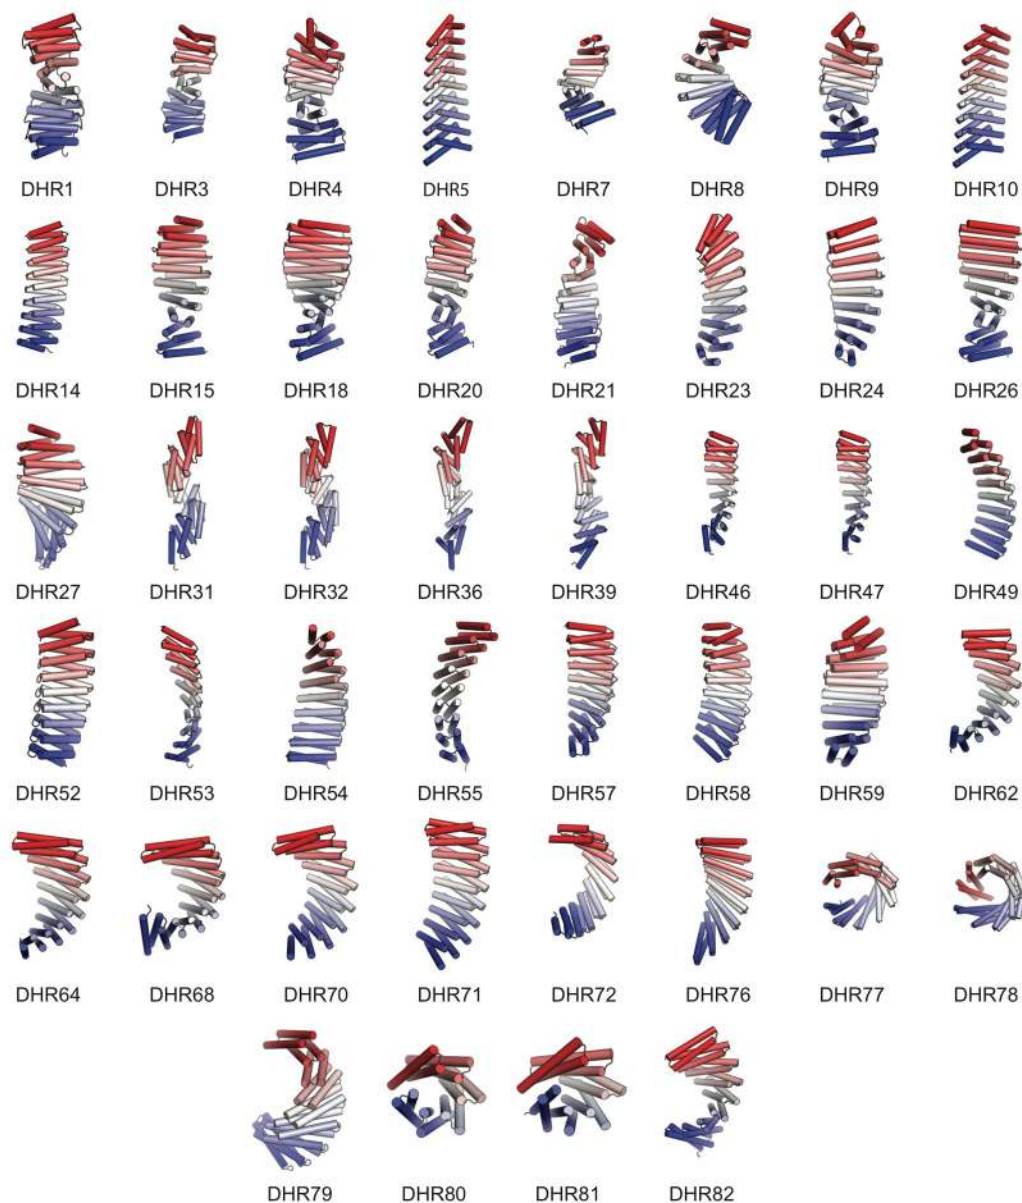 DHR1 DHR3 DHR4 DHR5 DHR7 DHR8 DHR9 DHR10
DHR14 DHR15 DHR18 DHR20 DHR21 DHR23 DHR24 DHR26
DHR27 DHR31 DHR32 DHR36 DHR39 DHR46 DHR47 DHR49
DHR52 DHR53 DHR54 DHR55 DHR57 DHR58 DHR59 DHR62
DHR64 DHR68 DHR70 DHR71 DHR72 DHR76 DHR77 DHR78
DHR79 DHR80 DHR81 DHR82